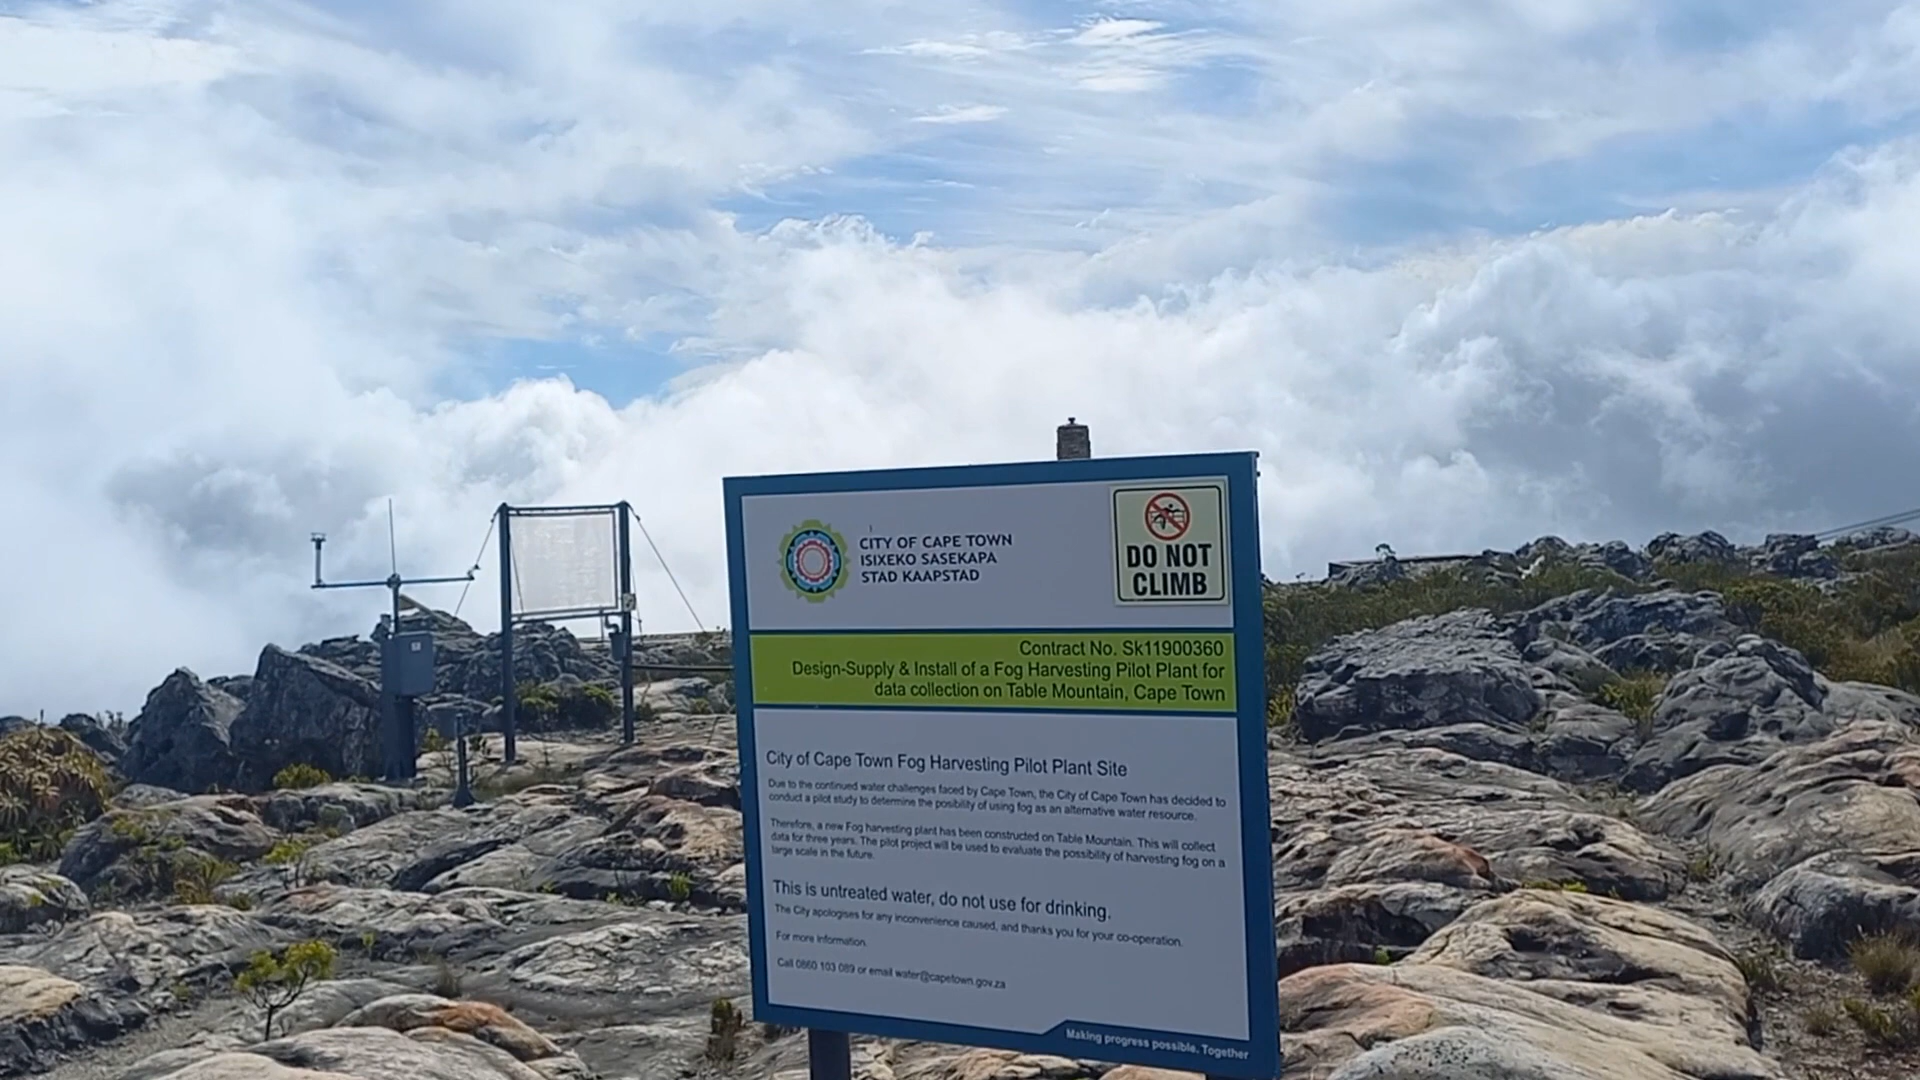 CITY OF CAPE TOWN
ISIXEKO SASEKAPA
STAD KAAPSTAD
DO NOT
CLIMB
Contract No. Sk11900360
Design-Supply & Install of a Fog Harvesting Pilot Plant for
data collection on Table Mountain, Cape Town
City of Cape Town Fog Harvesting Pilot Plant Site
Due to the continued water challenges faced by Cape Town, the City of Cape Town has decided to
conduct a pilot study to determine the posibility of using fog as an alternative water resource.
Therefore, a new Fog harvesting plant has been constructed on Table Mountain. This will collect
data for three years. The pilot project will be used to evaluate the possibility of harvesting fog on a
large scale in the future.
This is untreated water, do not use for drinking.
The City apologises for any inconvenience caused, and thanks you for your co-operation.
For more information.
Call 0860 103 089 or email water@capetown.gov.za
Making progress possible. Together